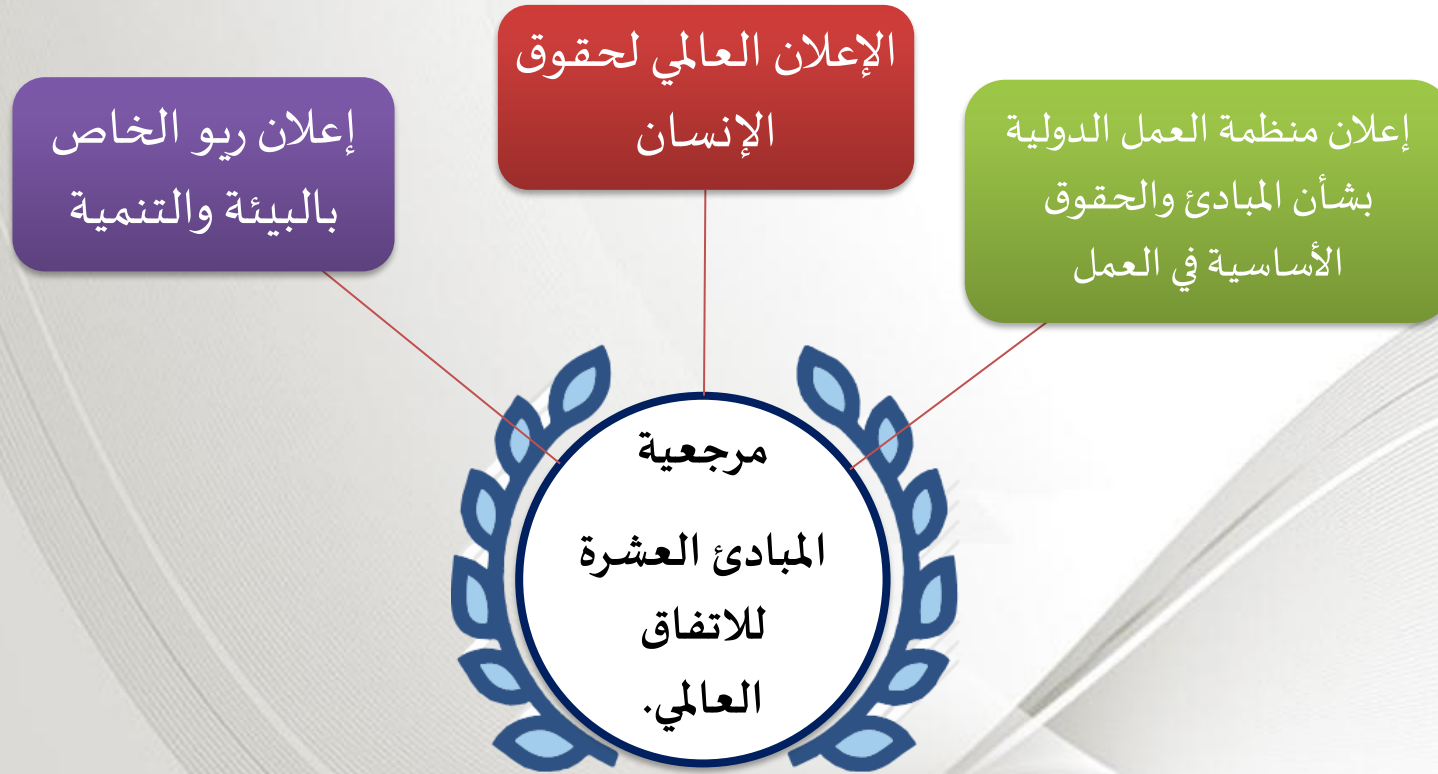 الإعلان العالمي لحقوق
الإنسان
إعلان منظمة العمل الدولية
بشأن المبادئ والحقوق
الأساسية في العمل
إعلان ريو الخاص
بالبيئة والتنمية
مرجعية
المبادئ العشرة
للاتفاق
العالمي.